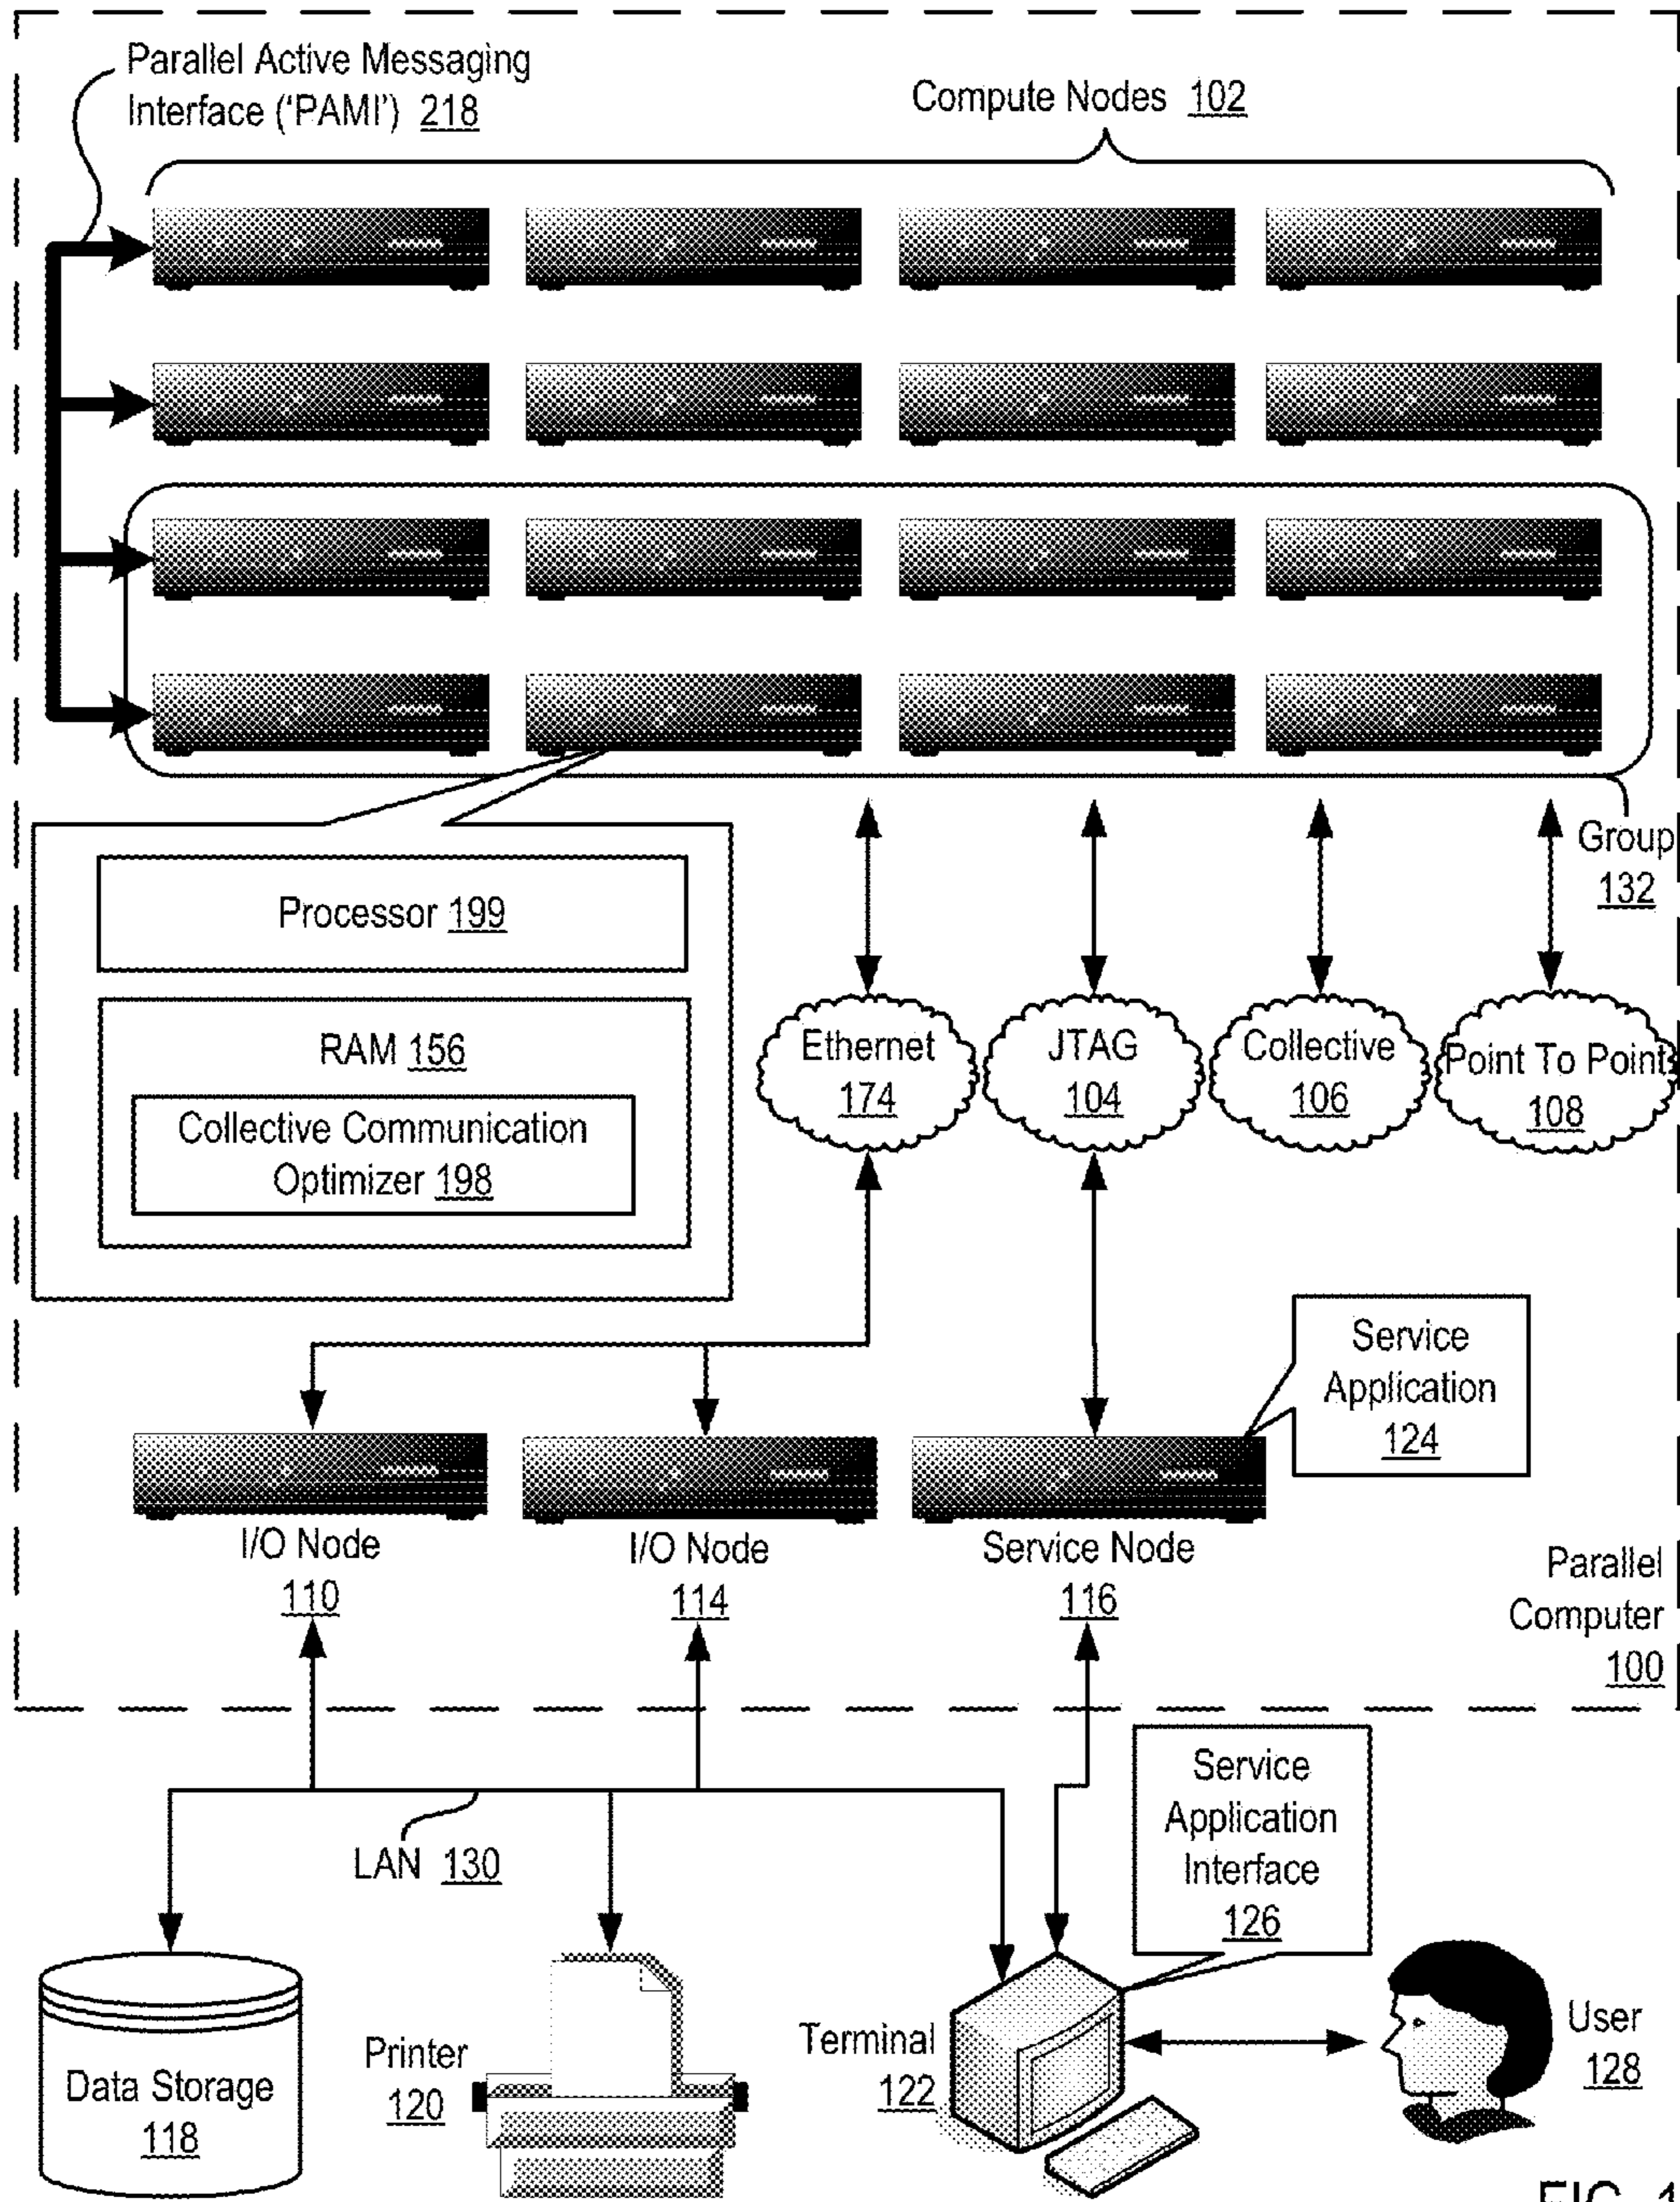 Parallel Active Messaging
Interface ('PAMI') 218
Compute Nodes 102
Group
132
Processor 199
RAM 156
Collective Communication
Optimizer 198
Ethernet
174
JTAG
104
Collective
106
Point To Point
108
Service
Application
124
I/O Node
110
I/O Node
114
Service Node
116
Parallel
Computer
100
LAN 130
Service
Application
Interface
126
Data Storage
118
Printer
120
Terminal
122
User
128
FIG. 1